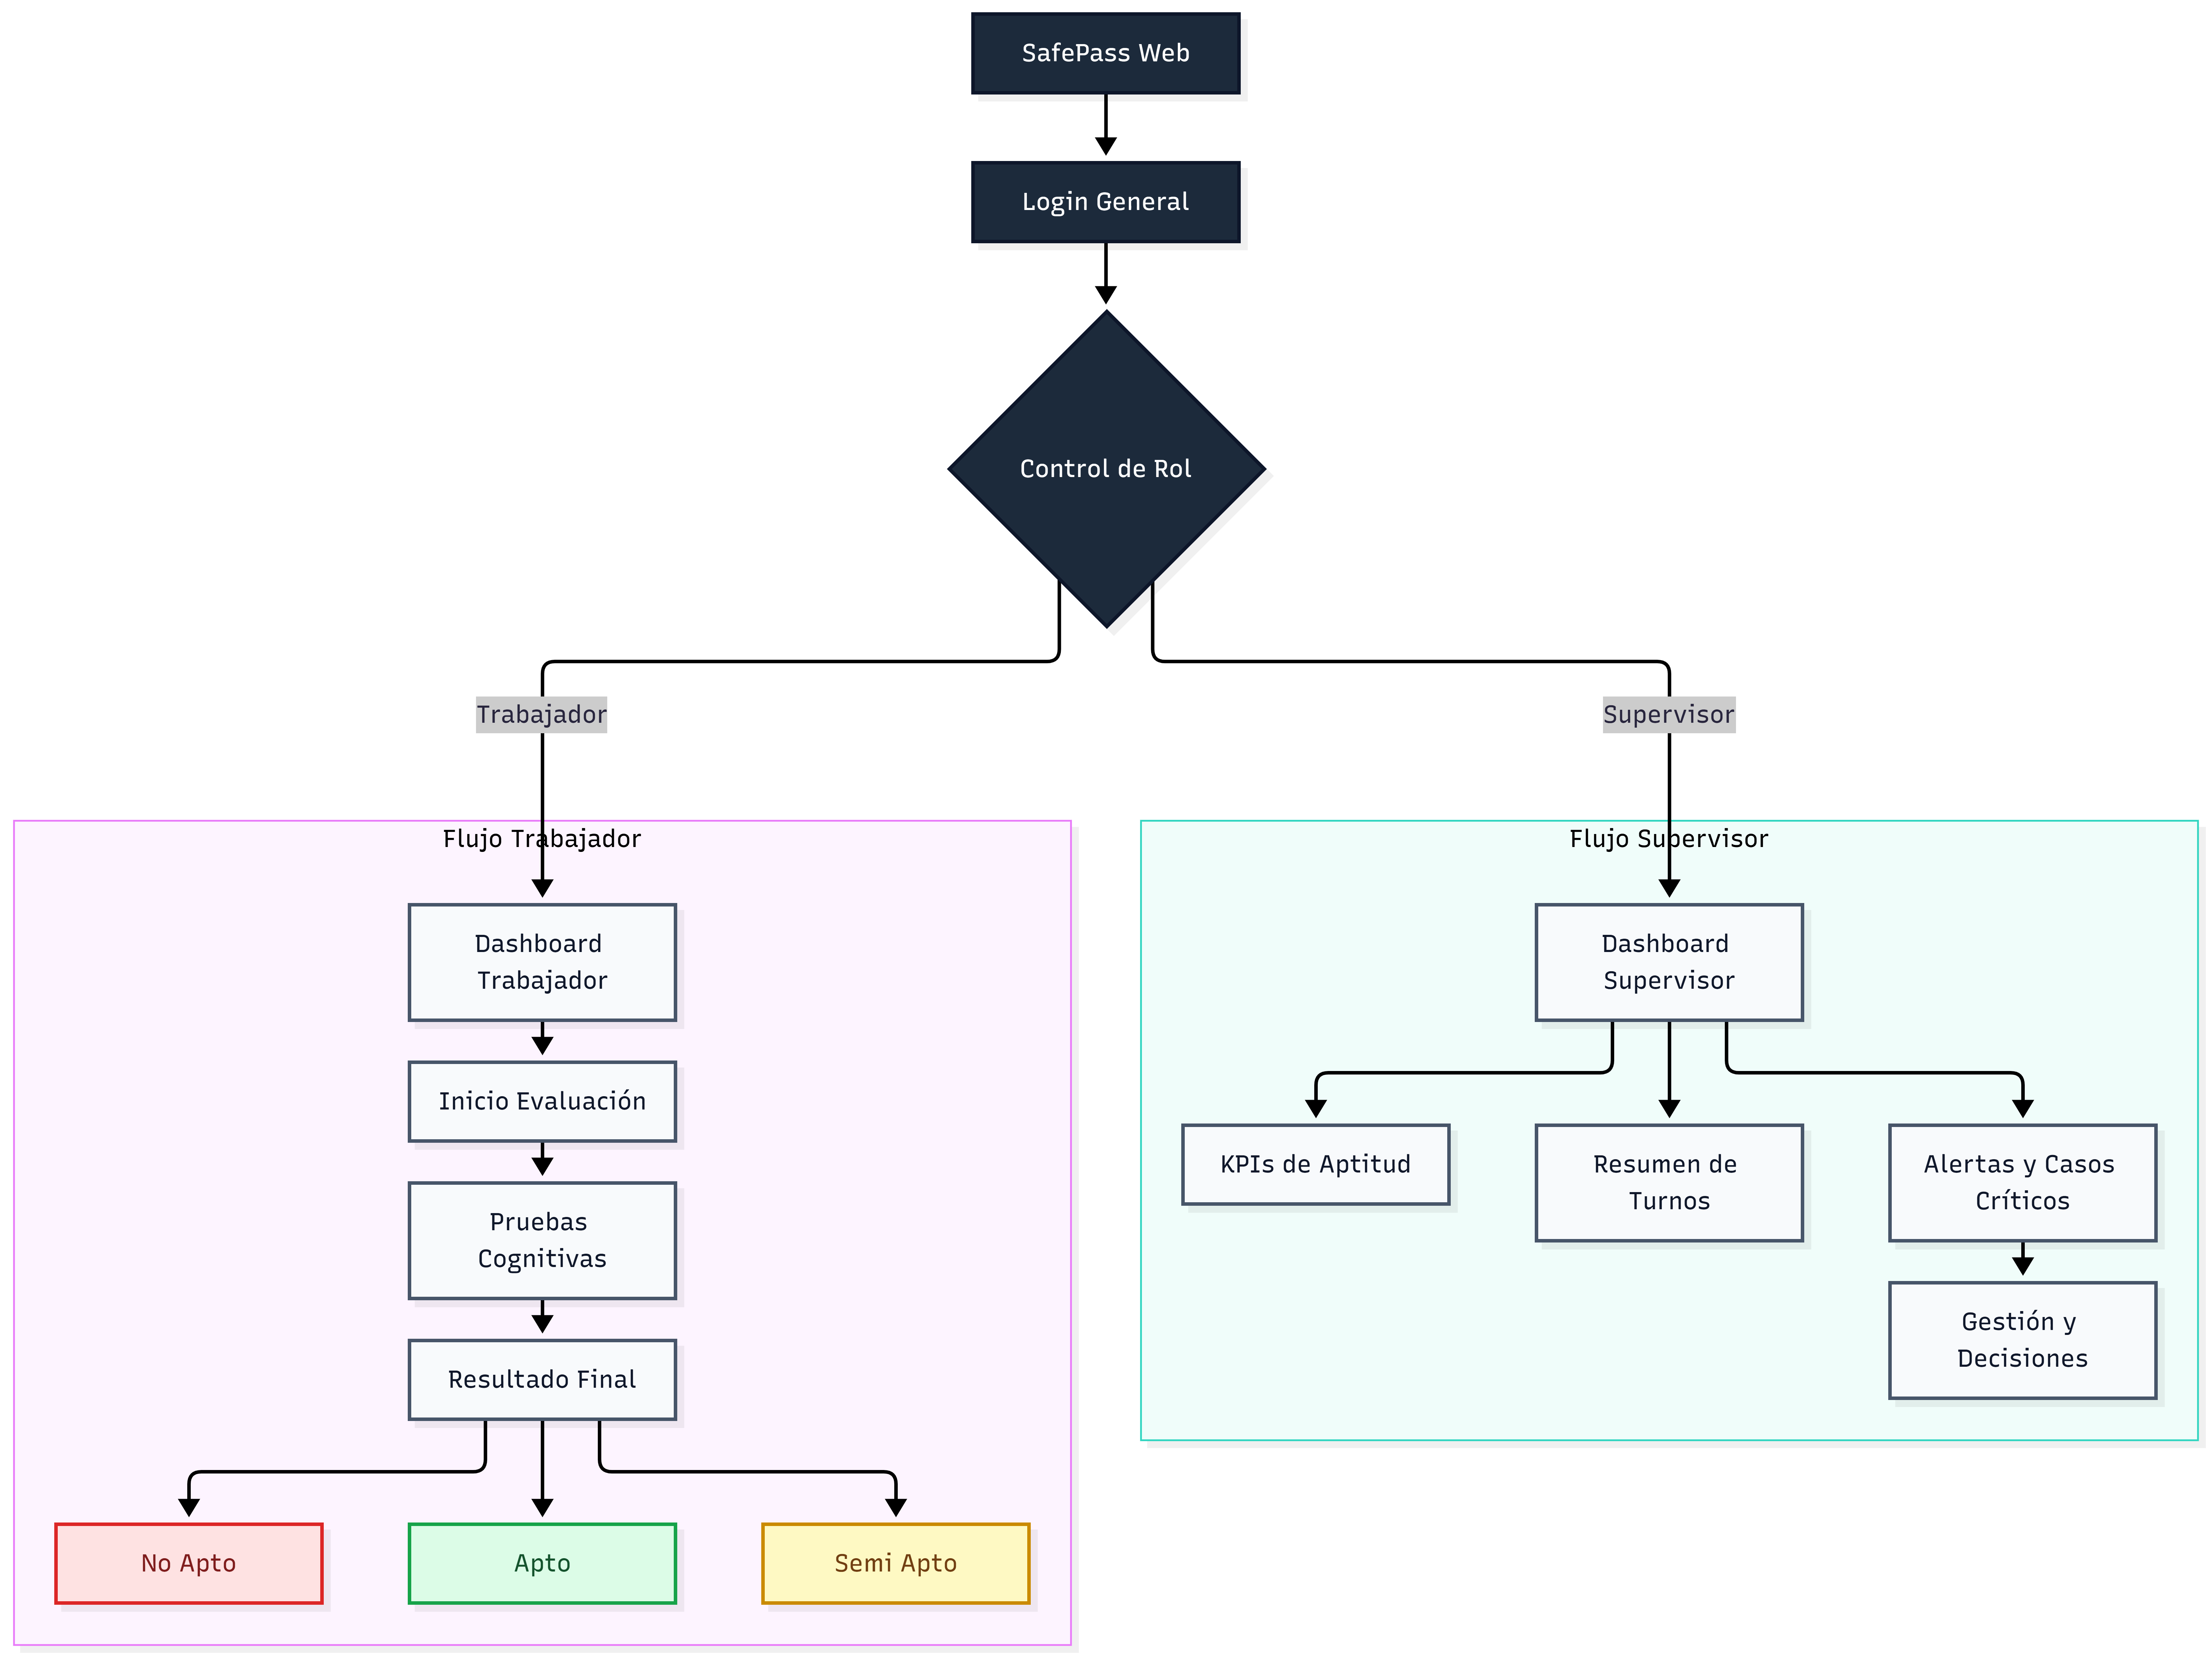 SafePass Web
Login General
Control de Rol
Trabajador
Supervisor
Flujo Trabajador
Flujo Supervisor
Dashboard
Trabajador
Inicio Evaluación
Pruebas
Cognitivas
Resultado Final
No Apto
Apto
Semi Apto
Dashboard
Supervisor
KPIs de Aptitud
Resumen de
Turnos
Alertas y Casos
Críticos
Gestión y
Decisiones